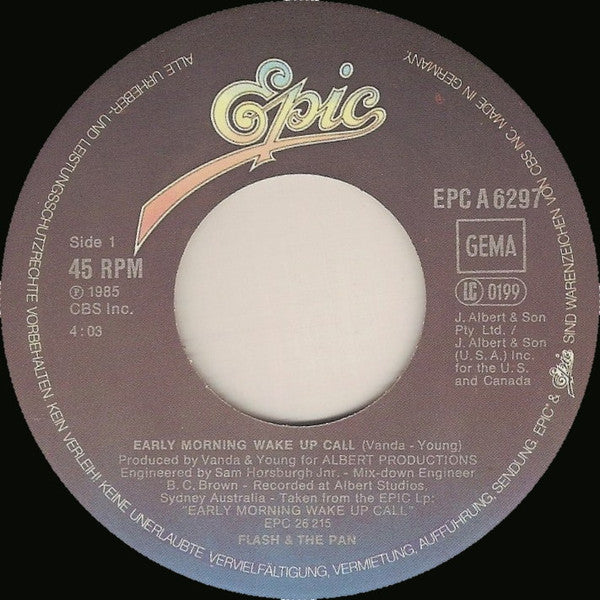 Epic
EPC A 6297
Side 1
45 RPM
℗ 1985
CBS Inc.
4:03
GEMA
LC 0199
J. Albert & Son
Pty. Ltd. /
J. Albert & Son
(U.S.A.) Inc.
for the U.S.
and Canada
EARLY MORNING WAKE UP CALL (Vanda - Young)
Produced by Vanda & Young for ALBERT PRODUCTIONS
Engineered by Sam Horsburgh Jnr. - Mix-down Engineer
B. C. Brown - Recorded at Albert Studios,
Sydney Australia - Taken from the EPIC Lp:
"EARLY MORNING WAKE UP CALL"
EPC 26 215
FLASH & THE PAN
ALLE URHEBER- UND LEISTUNGSSCHUTZRECHTE VORBEHALTEN. KEIN VERLEIH! KEINE UNERLAUBTE VERVIELFÄLTIGUNG, VERMIETUNG, AUFFÜHRUNG, SENDUNG. EPIC & Epic SIND WARENZEICHEN VON CBS INC. MADE IN GERMANY.